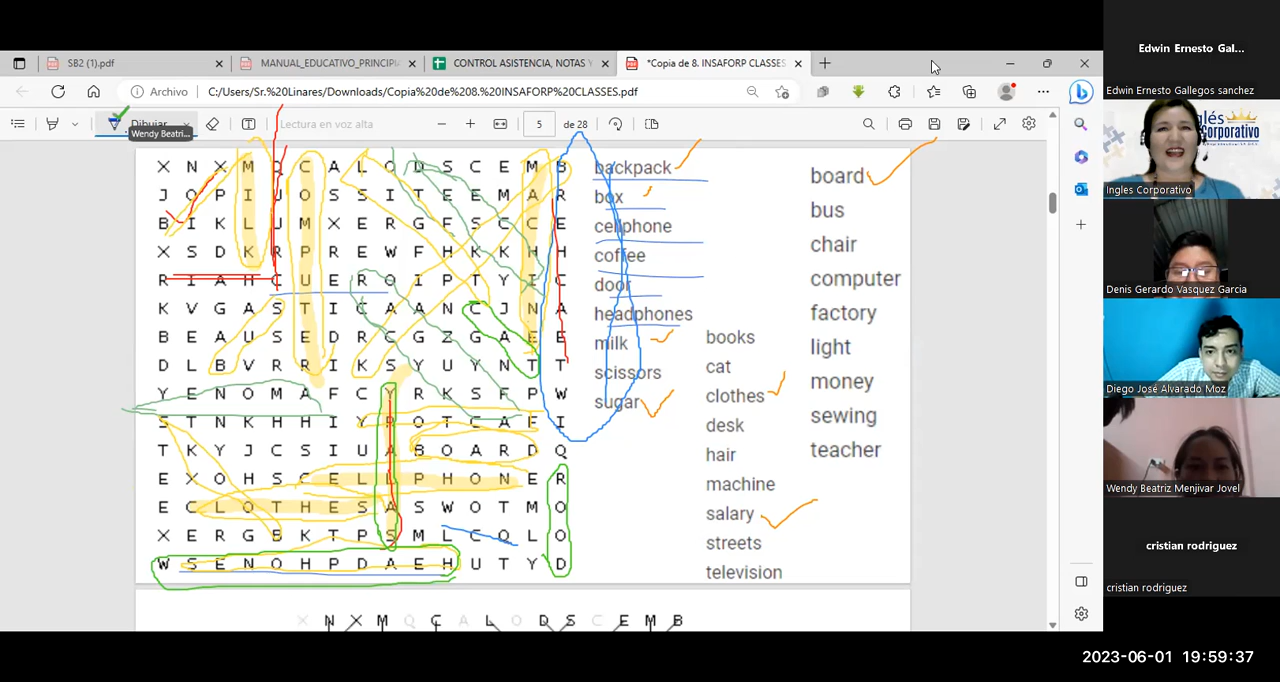 SB2 (1).pdf
MANUAL_EDUCATIVO_PRINCIPI
CONTROL ASISTENCIA, NOTAS Y
*Copia de 8. INSAFORP CLASSES.
Archivo
C:/Users/Sr.%20Linares/Downloads/Copia%20de%208.%20INSAFORP%20CLASSES.pdf
Dibujar
Wendy Beatri...
Lectura en voz alta
5 de 28
X N X M Q C A L O D S C E M B
J O P I J O S S I T E E M A R
B I K L U M X E R G F S C C E
X S D K R P R E W F H K K H H
R I A H C U E R O I P I Y I C
K V G A S T I C A A N C J N A
B E A U S E D R C G Z G A E E
D L B V R R I K S Y U Y N T T
Y E N O M A F C Y R K S F P W
S T N K H H I Y R O T C A F I
T K Y J C S I U A B O A R D Q
E X O H S C E L L P H O N E R
E C L O T H E S A S W O T M O
X E R G B K T P S M L C Q L O
W S E N O H P D A E H U T Y D
backpack
box
cellphone
coffee
door
headphones
milk
scissors
sugar
books
cat
clothes
desk
hair
machine
salary
streets
television
board
bus
chair
computer
factory
light
money
sewing
teacher
X N X M Q C A L O D S C E M B
Edwin Ernesto Gal...
Edwin Ernesto Gallegos sanchez
Inglés
Corporativo
Ingles Corporativo
Denis Gerardo Vasquez Garcia
Diego José Alvarado Moz
Wendy Beatriz Menjivar Jovel
cristian rodriguez
cristian rodriguez
2023-06-01 19:59:37